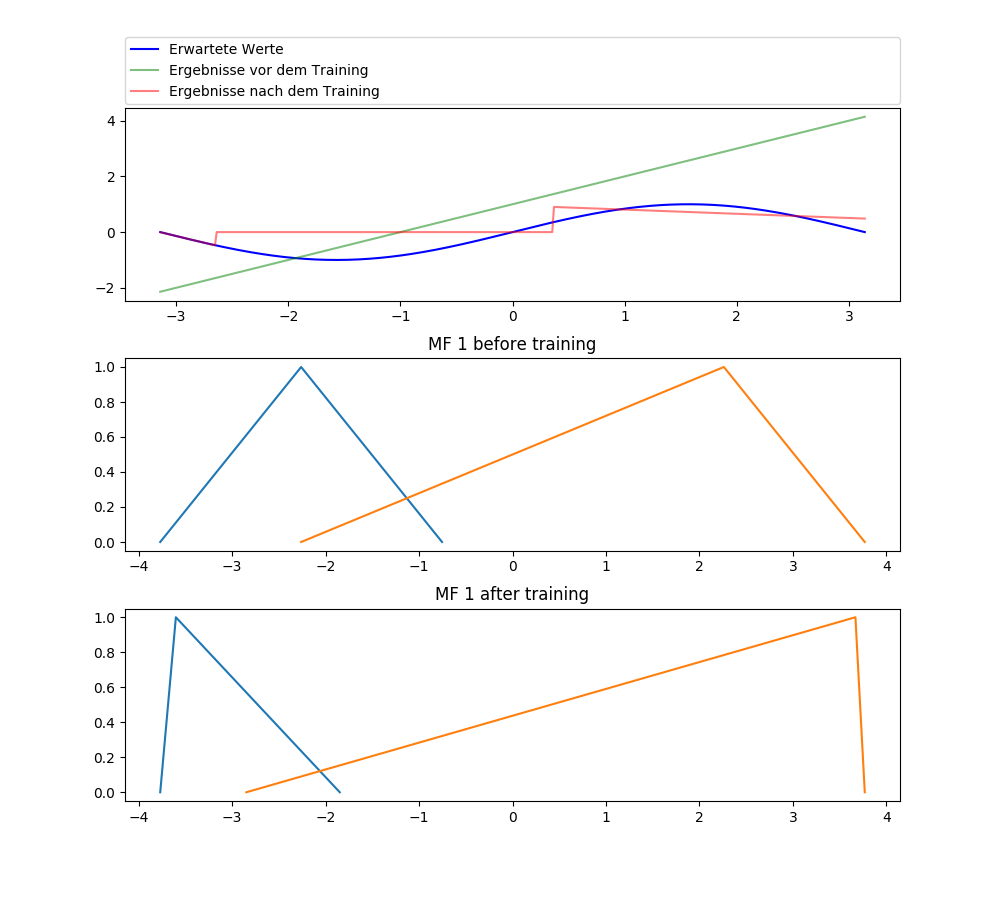 Erwartete Werte
Ergebnisse vor dem Training
Ergebnisse nach dem Training
4
2
0
−2
−3 −2 −1 0 1 2 3
MF 1 before training
1.0
0.8
0.6
0.4
0.2
0.0
−4 −3 −2 −1 0 1 2 3 4
MF 1 after training
1.0
0.8
0.6
0.4
0.2
0.0
−4 −3 −2 −1 0 1 2 3 4